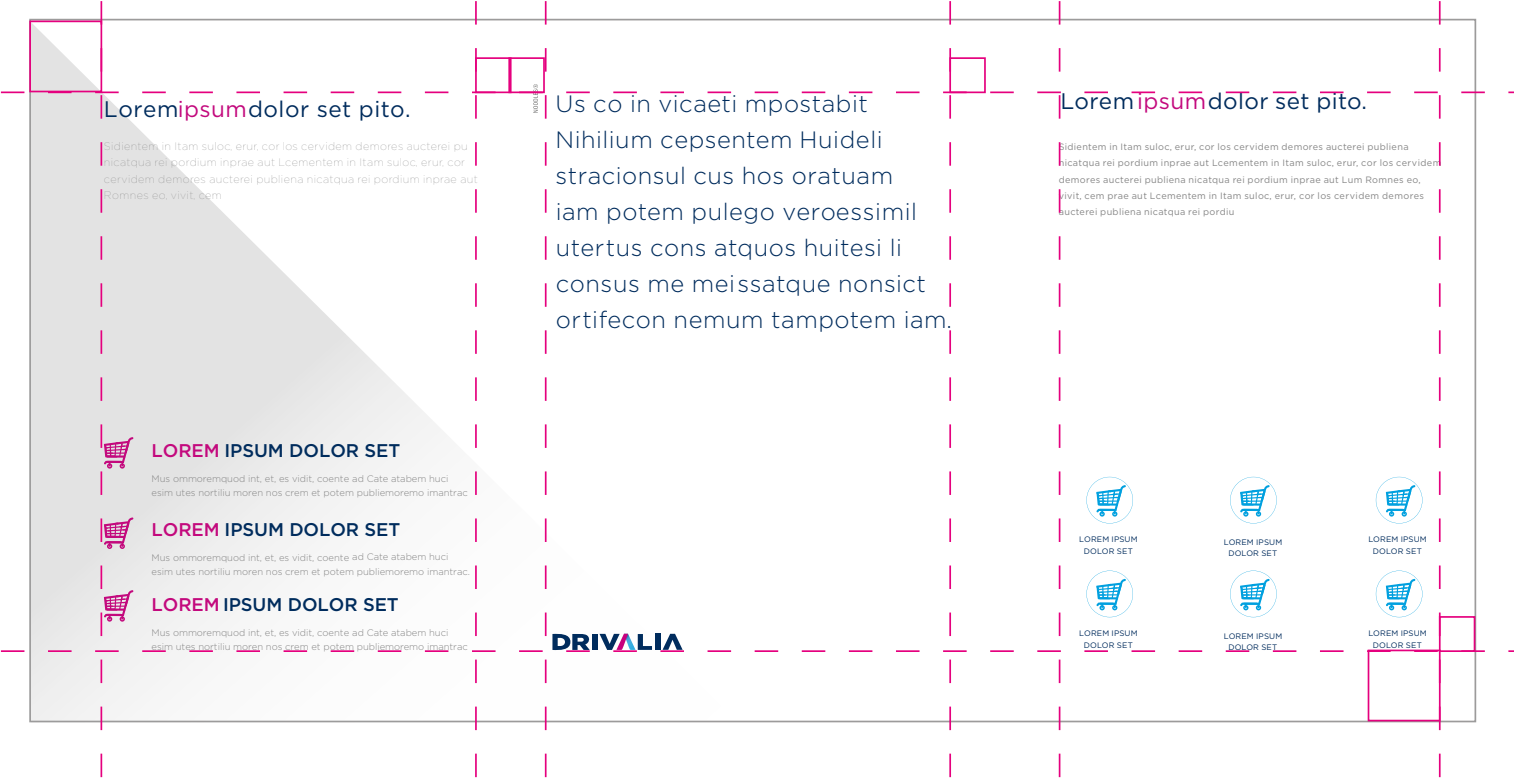 Lorem ipsum dolor set pito.
Sidientem in Itam suloc, erur, cor los cervidem demores aucterei pu
nicatqua rei pordium inprae aut Lcementem in Itam suloc, erur, cor
cervidem demores aucterei publiena nicatqua rei pordium inprae aut
Romnes eo, vivit, cem
LOREM IPSUM DOLOR SET
Mus ommoremquod int, et, es vidit, coente ad Cate atabem huci
esim utes nortiliu moren nos crem et potem publiemoremo imantrac
LOREM IPSUM DOLOR SET
Mus ommoremquod int, et, es vidit, coente ad Cate atabem huci
esim utes nortiliu moren nos crem et potem publiemoremo imantrac.
LOREM IPSUM DOLOR SET
Mus ommoremquod int, et, es vidit, coente ad Cate atabem huci
esim utes nortiliu moren nos crem et potem publiemoremo imantrac
Us co in vicaeti mpostabit
Nihilium cepsentem Huideli
stracionsul cus hos oratuam
iam potem pulego veroessimil
utertus cons atquos huitesi li
consus me meissatque nonsict
ortifecon nemum tampotem iam.
DRIVALIA
Lorem ipsum dolor set pito.
Sidientem in Itam suloc, erur, cor los cervidem demores aucterei publiena
nicatqua rei pordium inprae aut Lcementem in Itam suloc, erur, cor los cervidem
demores aucterei publiena nicatqua rei pordium inprae aut Lum Romnes eo,
vivit, cem prae aut Lcementem in Itam suloc, erur, cor los cervidem demores
aucterei publiena nicatqua rei pordiu
LOREM IPSUM
DOLOR SET
LOREM IPSUM
DOLOR SET
LOREM IPSUM
DOLOR SET
LOREM IPSUM
DOLOR SET
LOREM IPSUM
DOLOR SET
LOREM IPSUM
DOLOR SET